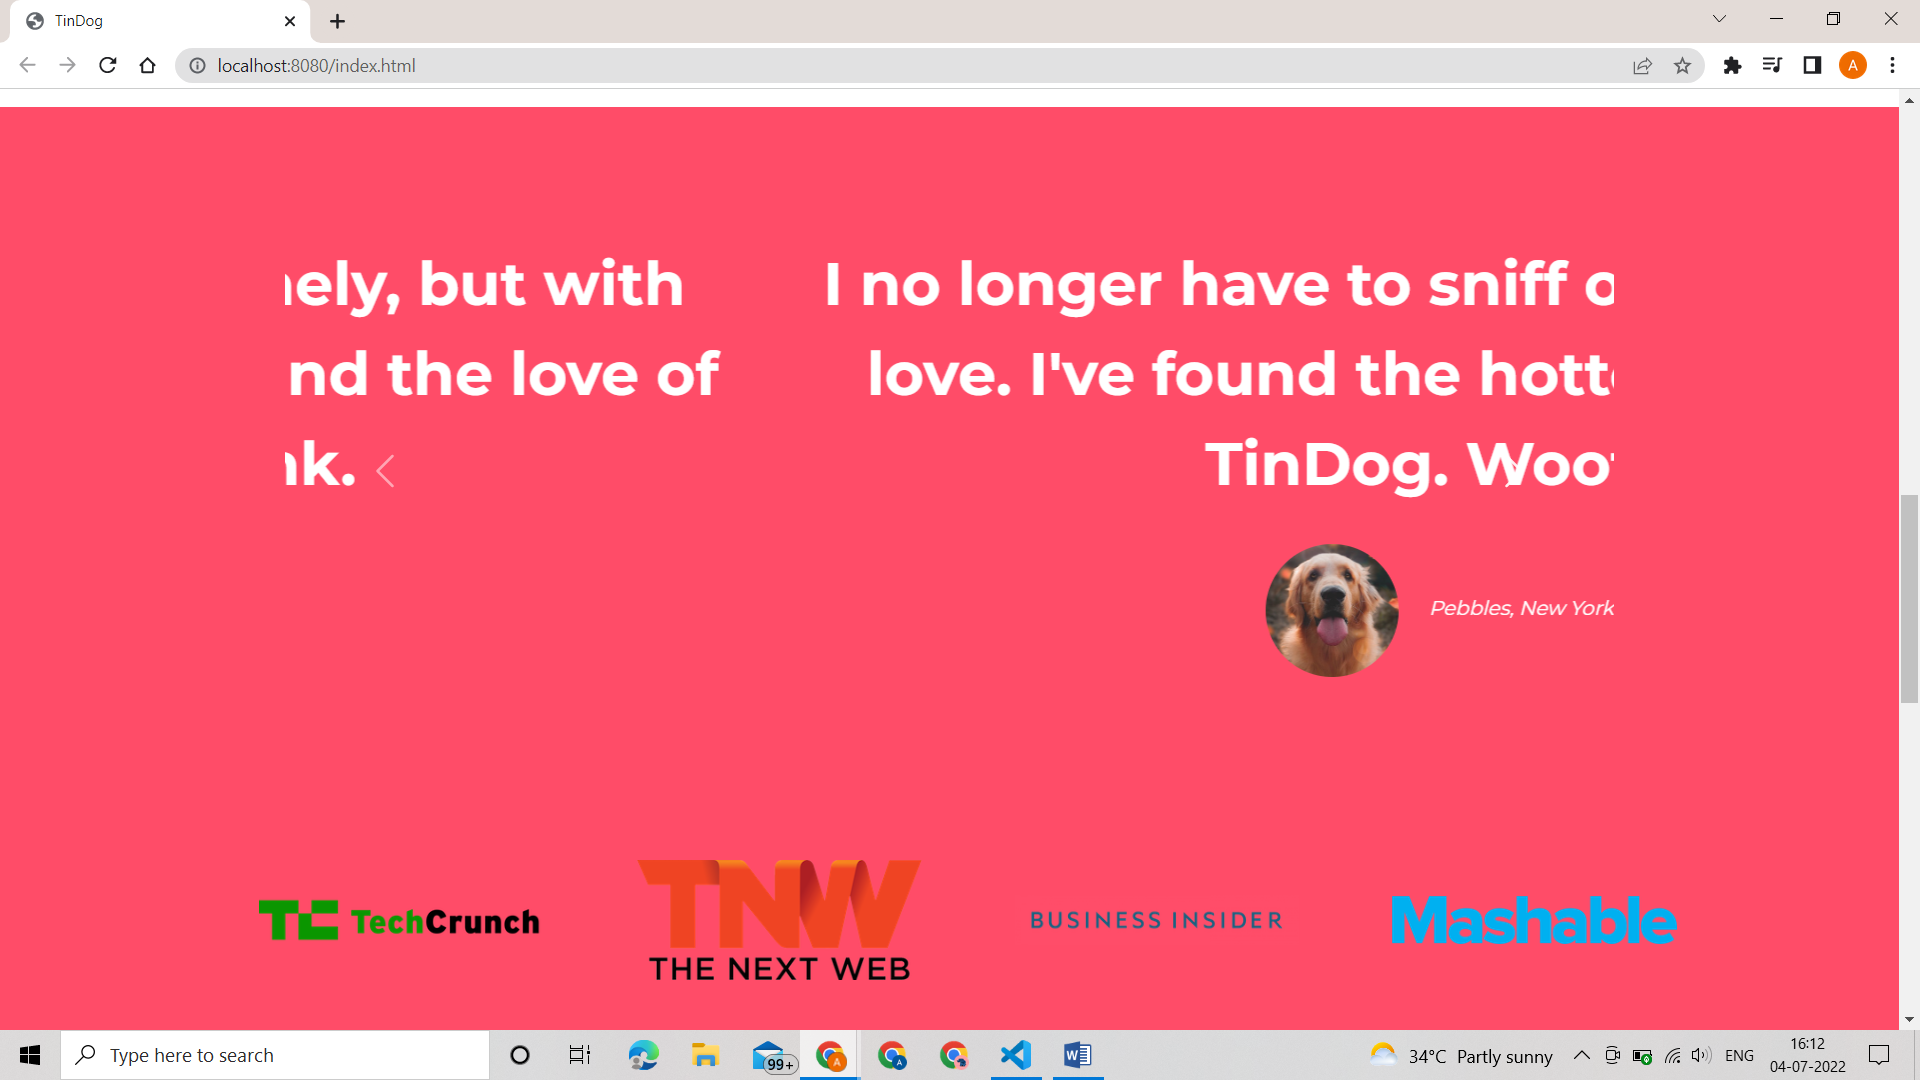 TinDog
localhost:8080/index.html
A
ely, but with
nd the love of
k.
I no longer have to sniff o
love. I've found the hott
TinDog. Woo
Pebbles, New York
TC TechCrunch
TNW
THE NEXT WEB
BUSINESS INSIDER
Mashable
Type here to search
99+
A
A
W
34°C Partly sunny
ENG
16:12
04-07-2022